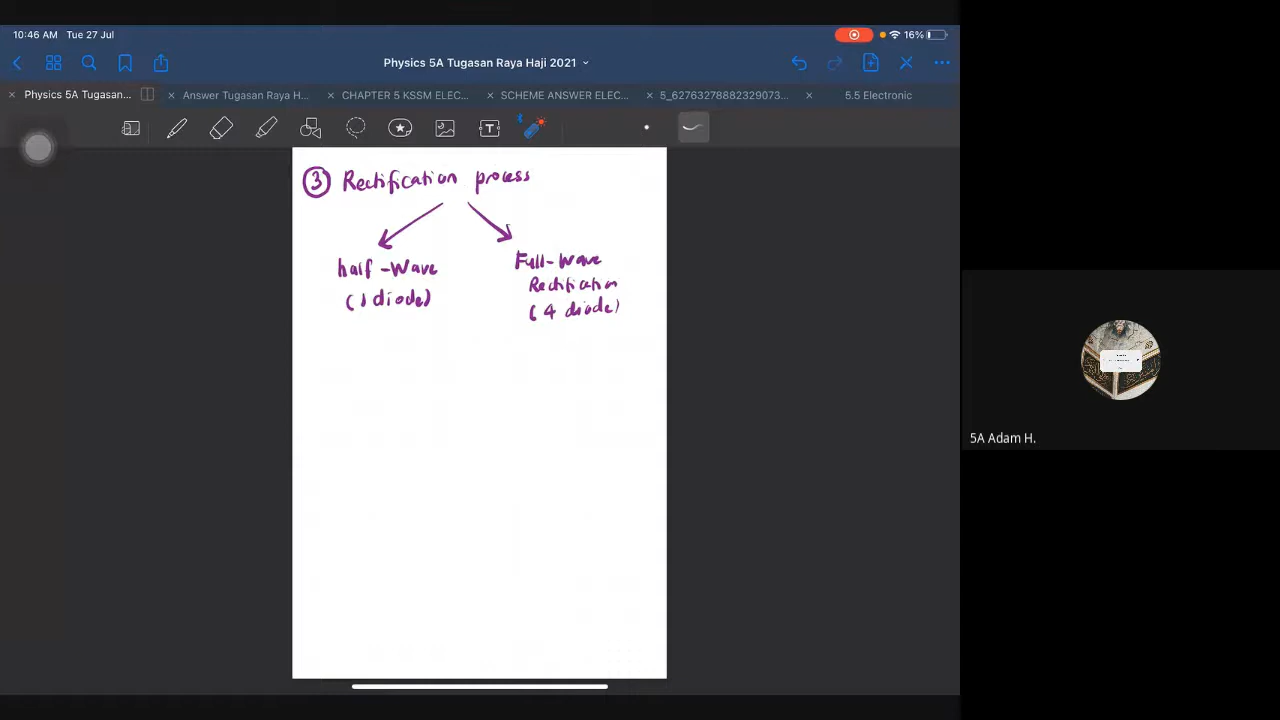 10:46 AM Tue 27 Jul
16%
Physics 5A Tugasan Raya Haji 2021
Physics 5A Tugasan...
Answer Tugasan Raya H...
CHAPTER 5 KSSM ELEC...
SCHEME ANSWER ELEC...
5_62763278882329073...
5.5 Electronic
3 Rectification process
half-wave
(1 diode)
Full-wave
Rectification
(4 diode)
5A Adam H.